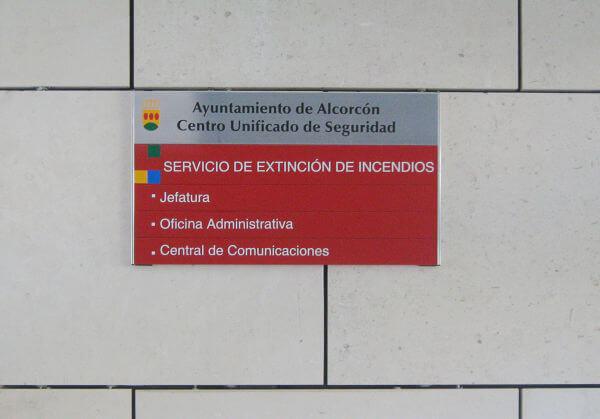 Ayuntamiento de Alcorcón
Centro Unificado de Seguridad
SERVICIO DE EXTINCIÓN DE INCENDIOS
▪ Jefatura
▪ Oficina Administrativa
▪ Central de Comunicaciones